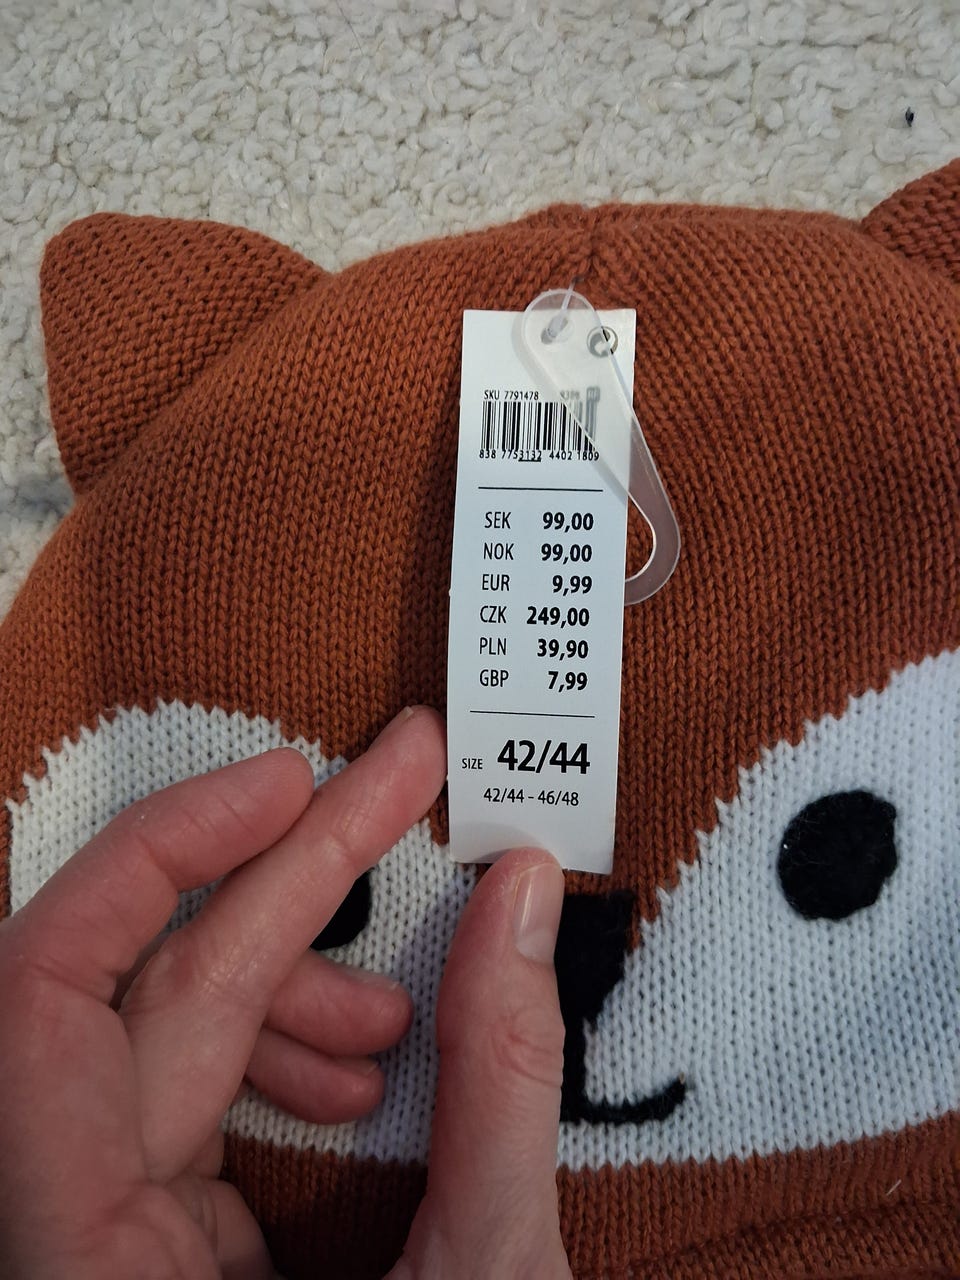 SKU 7791478
838 7753132 4402 1809
SEK 99,00
NOK 99,00
EUR 9,99
CZK 249,00
PLN 39,90
GBP 7,99
SIZE 42/44
42/44 - 46/48